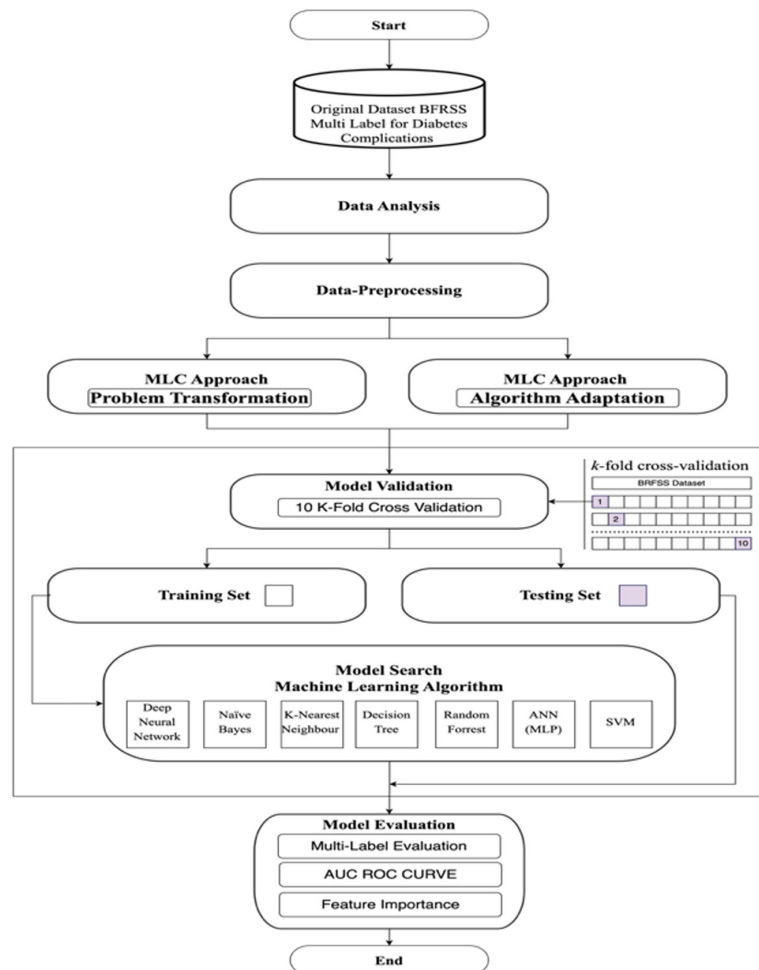 Start
Original Dataset BFRSS
Multi Label for Diabetes
Complications
Data Analysis
Data-Preprocessing
MLC Approach
Problem Transformation
MLC Approach
Algorithm Adaptation
Model Validation
10 K-Fold Cross Validation
k-fold cross-validation
BRFSS Dataset
1
2
10
Training Set
Testing Set
Model Search
Machine Learning Algorithm
Deep
Neural
Network
Naïve
Bayes
K-Nearest
Neighbour
Decision
Tree
Random
Forrest
ANN
(MLP)
SVM
Model Evaluation
Multi-Label Evaluation
AUC ROC CURVE
Feature Importance
End